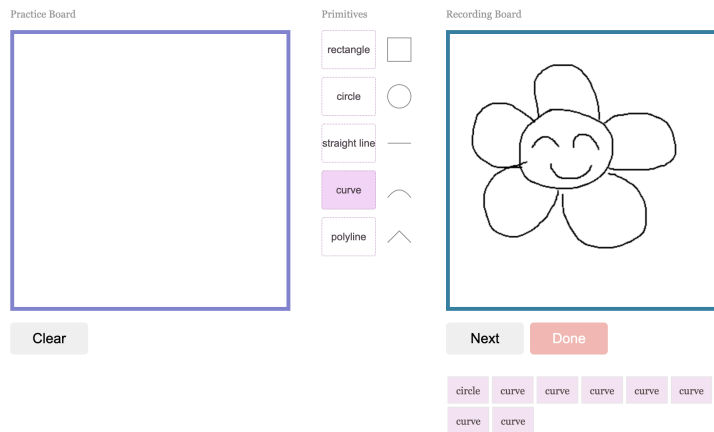 Practice Board
Primitives
Recording Board
rectangle
circle
straight line
curve
polyline
Clear
Next
Done
circle curve curve curve curve curve
curve curve